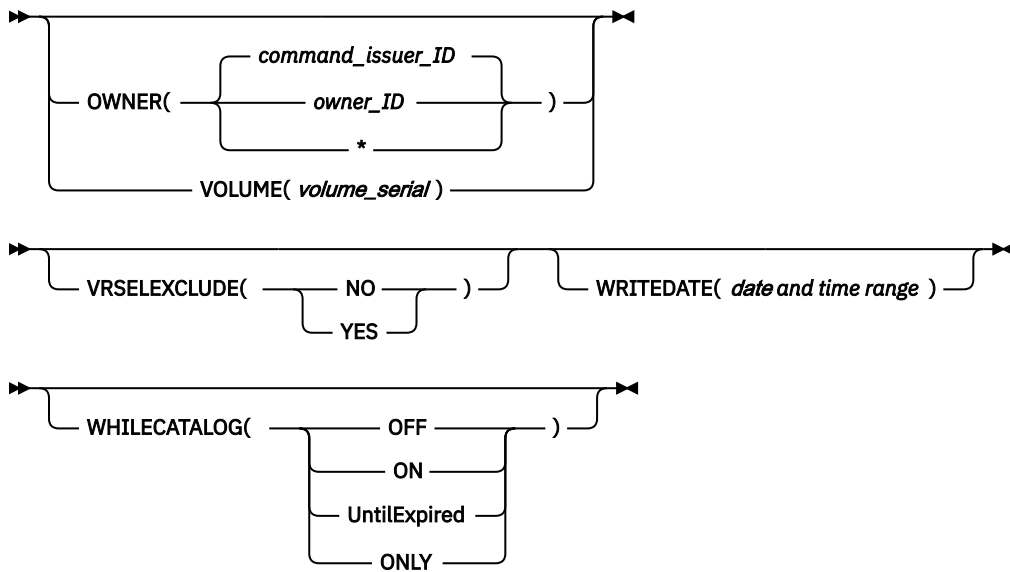 command_issuer_ID
OWNER( owner_ID )
*
VOLUME( volume_serial )
VRSELEXCLUDE( NO ) WRITEDATE( date and time range )
YES
WHILECATALOG( OFF )
ON
UntilExpired
ONLY